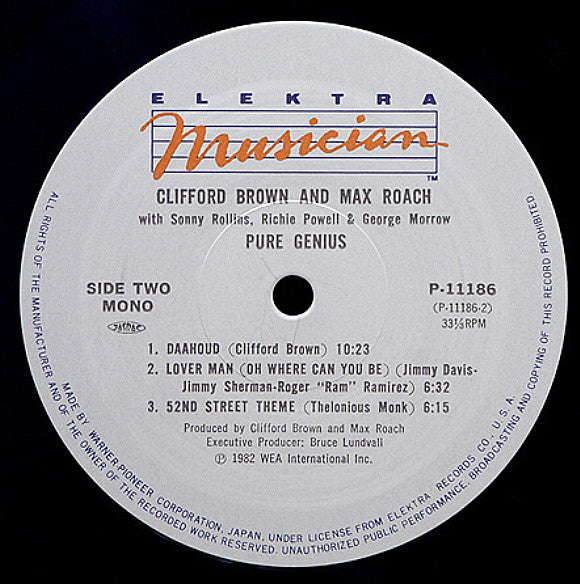 ELEKTRA
Musician
TM
CLIFFORD BROWN AND MAX ROACH
with Sonny Rollins, Richie Powell & George Morrow
PURE GENIUS
SIDE TWO
MONO
JASRAC
P-11186
(P-11186-2)
33⅓RPM
1. DAAHOUD (Clifford Brown) 10:23
2. LOVER MAN (OH WHERE CAN YOU BE) (Jimmy Davis-
Jimmy Sherman-Roger "Ram" Ramirez) 6:32
3. 52ND STREET THEME (Thelonious Monk) 6:15
Produced by Clifford Brown and Max Roach
Executive Producer: Bruce Lundvall
℗ 1982 WEA International Inc.
ALL RIGHTS OF THE MANUFACTURER AND OF THE OWNER OF THE RECORDED WORK RESERVED. UNAUTHORIZED PUBLIC PERFORMANCE, BROADCASTING AND COPYING OF THIS RECORD PROHIBITED.
MADE BY WARNER-PIONEER CORPORATION, JAPAN, UNDER LICENSE FROM ELEKTRA RECORDS CO., U.S.A.